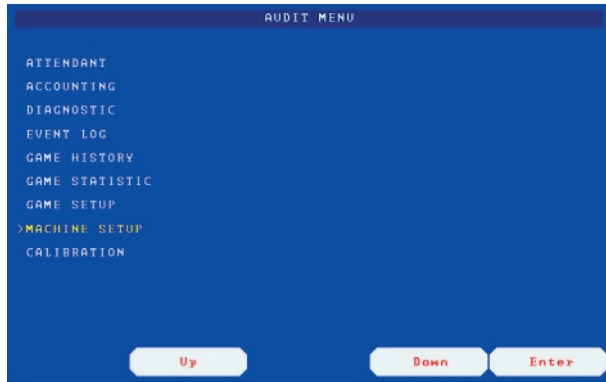 AUDIT MENU
ATTENDANT
ACCOUNTING
DIAGNOSTIC
EVENT LOG
GAME HISTORY
GAME STATISTIC
GAME SETUP
>MACHINE SETUP
CALIBRATION
Up Down Enter